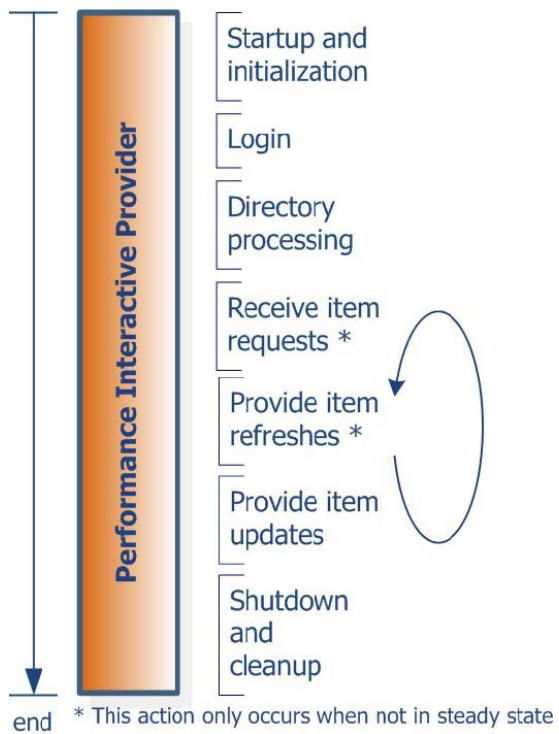 Performance Interactive Provider
Startup and
initialization
Login
Directory
processing
Receive item
requests *
Provide item
refreshes *
Provide item
updates
Shutdown
and
cleanup
end
* This action only occurs when not in steady state